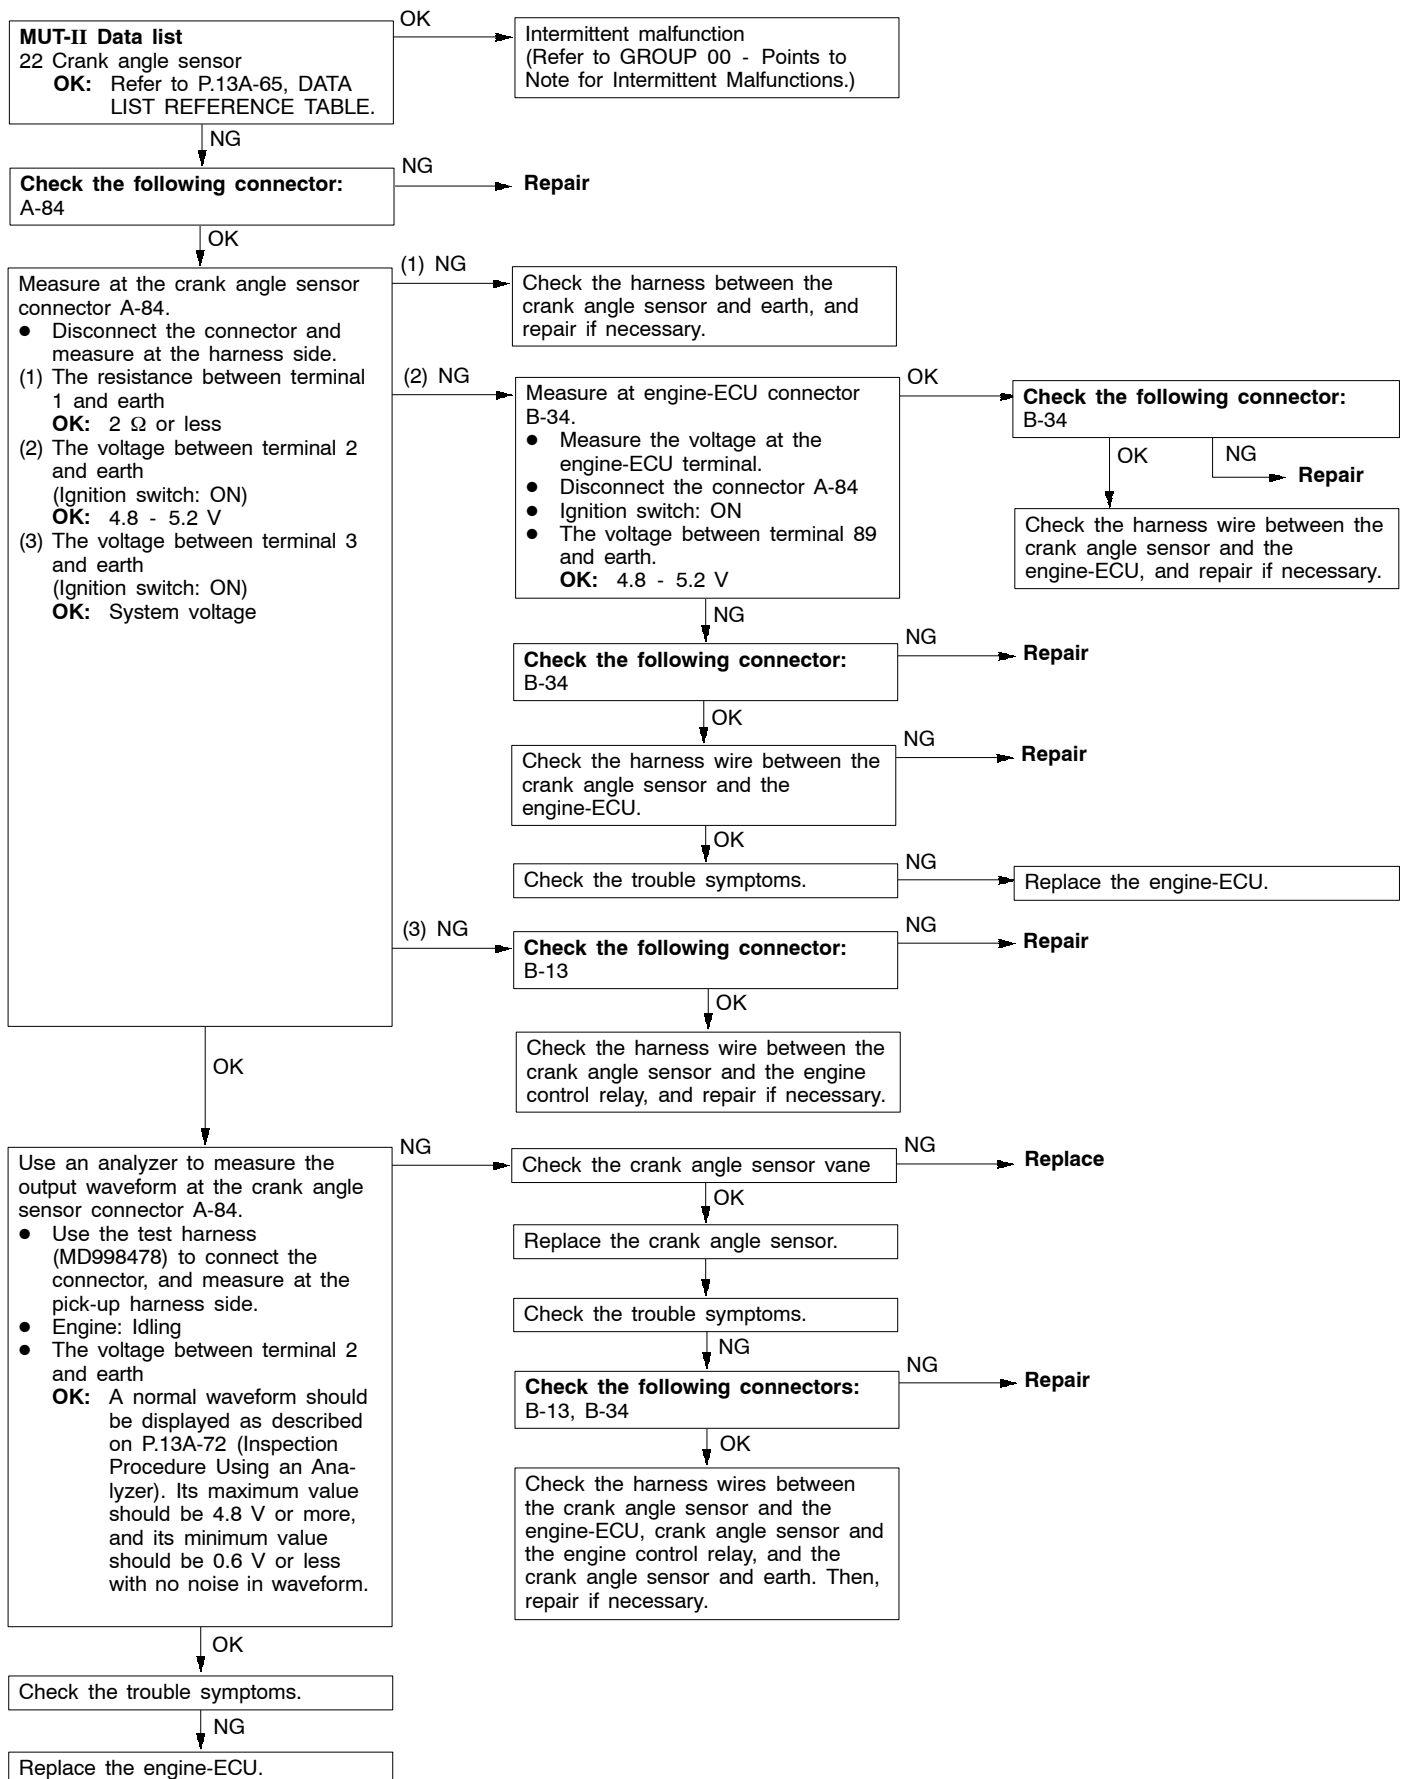 MUT-II Data list
22 Crank angle sensor
OK: Refer to P.13A-65, DATA
LIST REFERENCE TABLE.
OK
Intermittent malfunction
(Refer to GROUP 00 - Points to
Note for Intermittent Malfunctions.)
NG
Check the following connector:
A-84
NG
Repair
OK
Measure at the crank angle sensor
connector A-84.
● Disconnect the connector and
measure at the harness side.
(1) The resistance between terminal
1 and earth
OK: 2 Ω or less
(2) The voltage between terminal 2
and earth
(Ignition switch: ON)
OK: 4.8 - 5.2 V
(3) The voltage between terminal 3
and earth
(Ignition switch: ON)
OK: System voltage
(1) NG
Check the harness between the
crank angle sensor and earth, and
repair if necessary.
(2) NG
Measure at engine-ECU connector
B-34.
● Measure the voltage at the
engine-ECU terminal.
● Disconnect the connector A-84
● Ignition switch: ON
● The voltage between terminal 89
and earth.
OK: 4.8 - 5.2 V
OK
Check the following connector:
B-34
OK
NG
Repair
Check the harness wire between the
crank angle sensor and the
engine-ECU, and repair if necessary.
NG
Check the following connector:
B-34
NG
Repair
OK
Check the harness wire between the
crank angle sensor and the
engine-ECU.
NG
Repair
OK
Check the trouble symptoms.
NG
Replace the engine-ECU.
(3) NG
Check the following connector:
B-13
NG
Repair
OK
Check the harness wire between the
crank angle sensor and the engine
control relay, and repair if necessary.
OK
Use an analyzer to measure the
output waveform at the crank angle
sensor connector A-84.
● Use the test harness
(MD998478) to connect the
connector, and measure at the
pick-up harness side.
● Engine: Idling
● The voltage between terminal 2
and earth
OK: A normal waveform should
be displayed as described
on P.13A-72 (Inspection
Procedure Using an Ana-
lyzer). Its maximum value
should be 4.8 V or more,
and its minimum value
should be 0.6 V or less
with no noise in waveform.
NG
Check the crank angle sensor vane
NG
Replace
OK
Replace the crank angle sensor.
Check the trouble symptoms.
NG
Check the following connectors:
B-13, B-34
NG
Repair
OK
Check the harness wires between
the crank angle sensor and the
engine-ECU, crank angle sensor and
the engine control relay, and the
crank angle sensor and earth. Then,
repair if necessary.
OK
Check the trouble symptoms.
NG
Replace the engine-ECU.